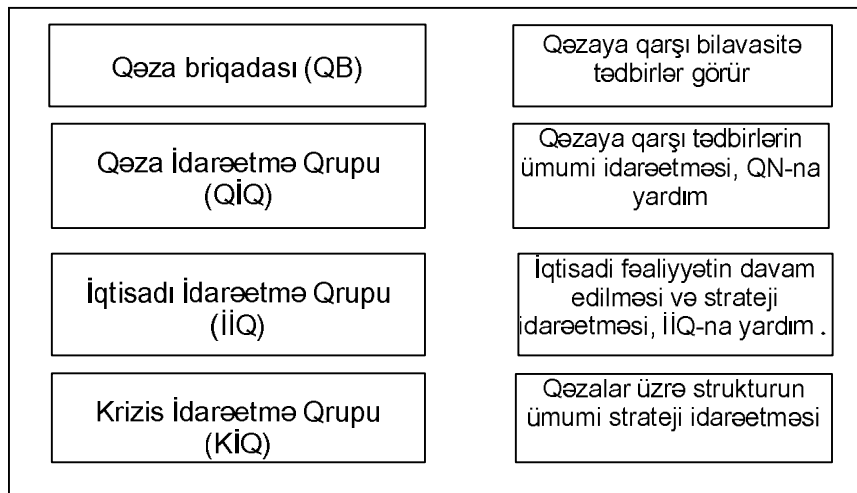 Qəza briqadası (QB)
Qəzaya qarşı bilavasitə
tədbirlər görür
Qəza İdarəetmə Qrupu
(QİQ)
Qəzaya qarşı tədbirlərin
ümumi idarəetməsi, QN-na
yardım
İqtisadı İdarəetmə Qrupu
(İİQ)
İqtisadi fəaliyyətin davam
edilməsi və strateji
idarəetməsi, İİQ-na yardım .
Krizis İdarəetmə Qrupu
(KİQ)
Qəzalar üzrə strukturun
ümumi strateji idarəetməsi